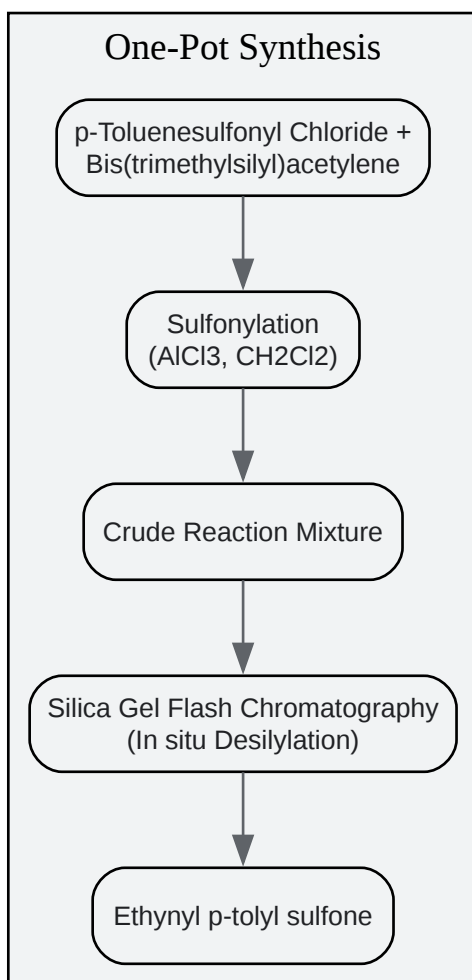 One-Pot Synthesis
p-Toluenesulfonyl Chloride +
Bis(trimethylsilyl)acetylene
Sulfonylation
(AlCl3, CH2Cl2)
Crude Reaction Mixture
Silica Gel Flash Chromatography
(In situ Desilylation)
Ethynyl p-tolyl sulfone